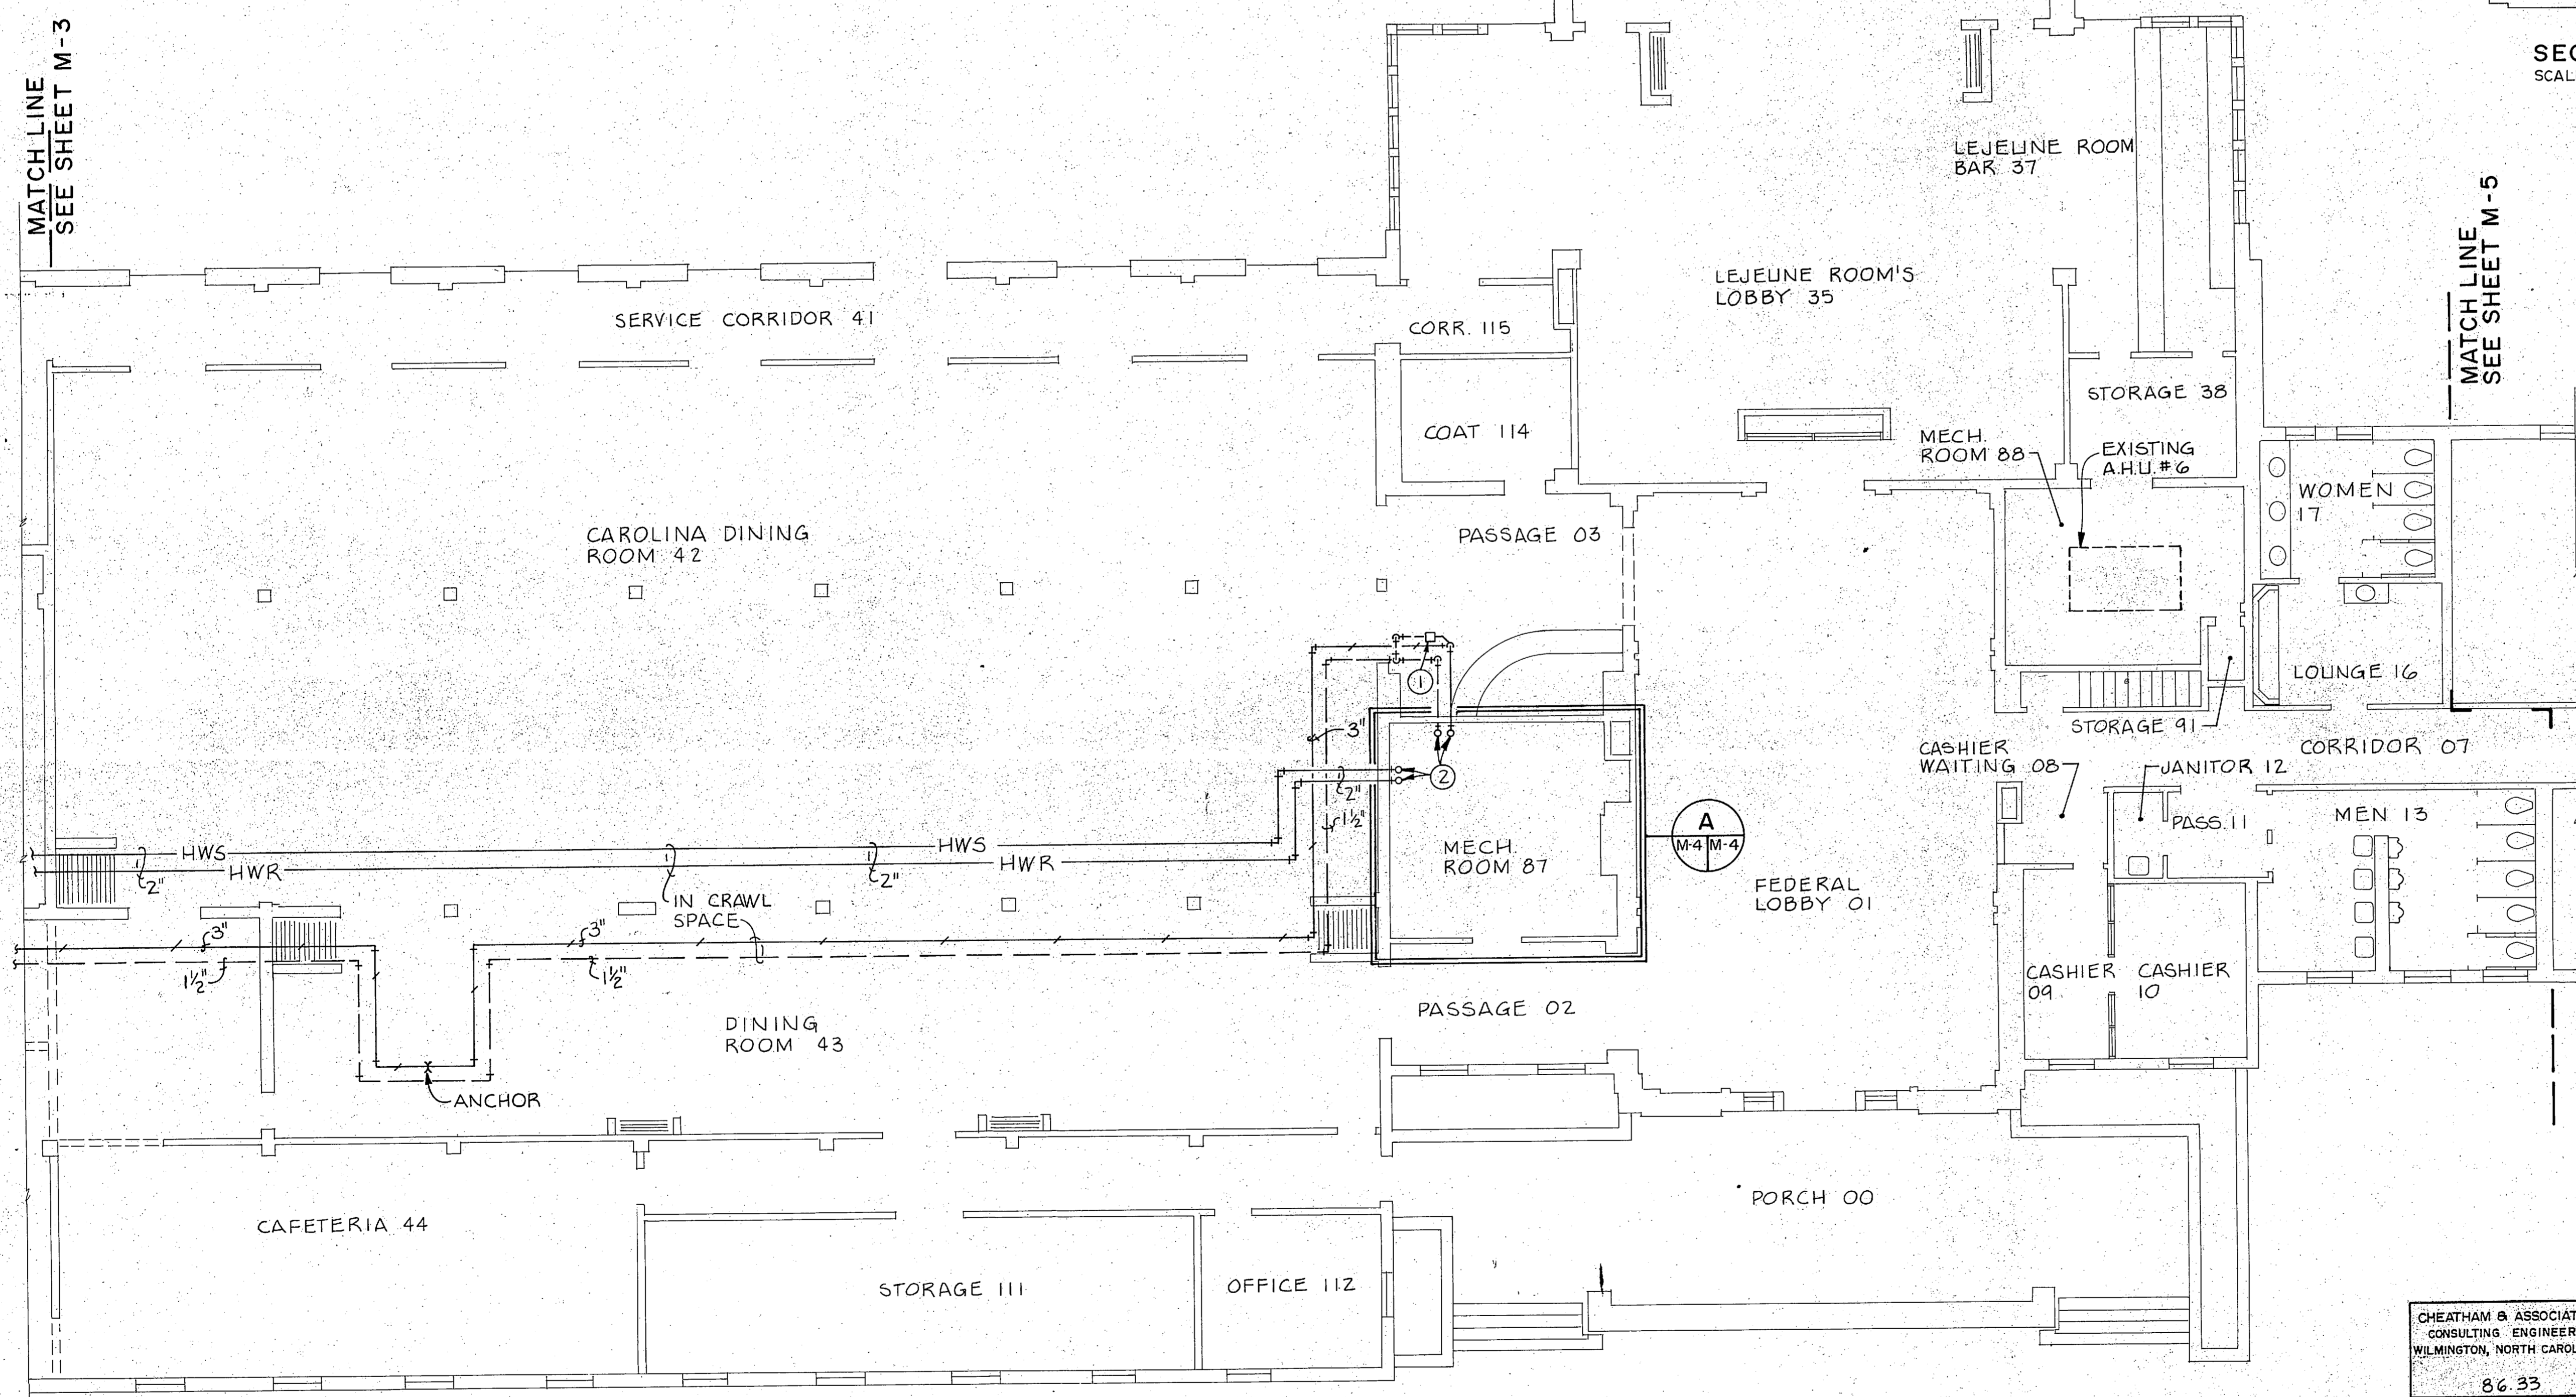 MATCH LINE
SEE SHEET M-3
SEC
SCAL
LEJEUNE ROOM
BAR 37
MATCH LINE
SEE SHEET M-5
LEJEUNE ROOM'S
LOBBY 35
SERVICE CORRIDOR 41
CORR. 115
STORAGE 38
COAT 114
MECH.
ROOM 88
EXISTING
A.H.U. #6
WOMEN
17
CAROLINA DINING
ROOM 42
PASSAGE 03
LOUNGE 16
1
STORAGE 91
3"
CASHIER
WAITING 08
CORRIDOR 07
JANITOR 12
2
2"
1½"
PASS. 11
MEN 13
A
M-4 M-4
MECH.
ROOM 87
HWS
HWS
HWR
HWR
2"
2"
FEDERAL
LOBBY 01
IN CRAWL
SPACE
3"
3"
1½"
1½"
CASHIER
09
CASHIER
10
PASSAGE 02
DINING
ROOM 43
ANCHOR
PORCH 00
CAFETERIA 44
STORAGE 111
OFFICE 112
CHEATHAM & ASSOCIAT
CONSULTING ENGINEER
WILMINGTON, NORTH CAROL
86.33